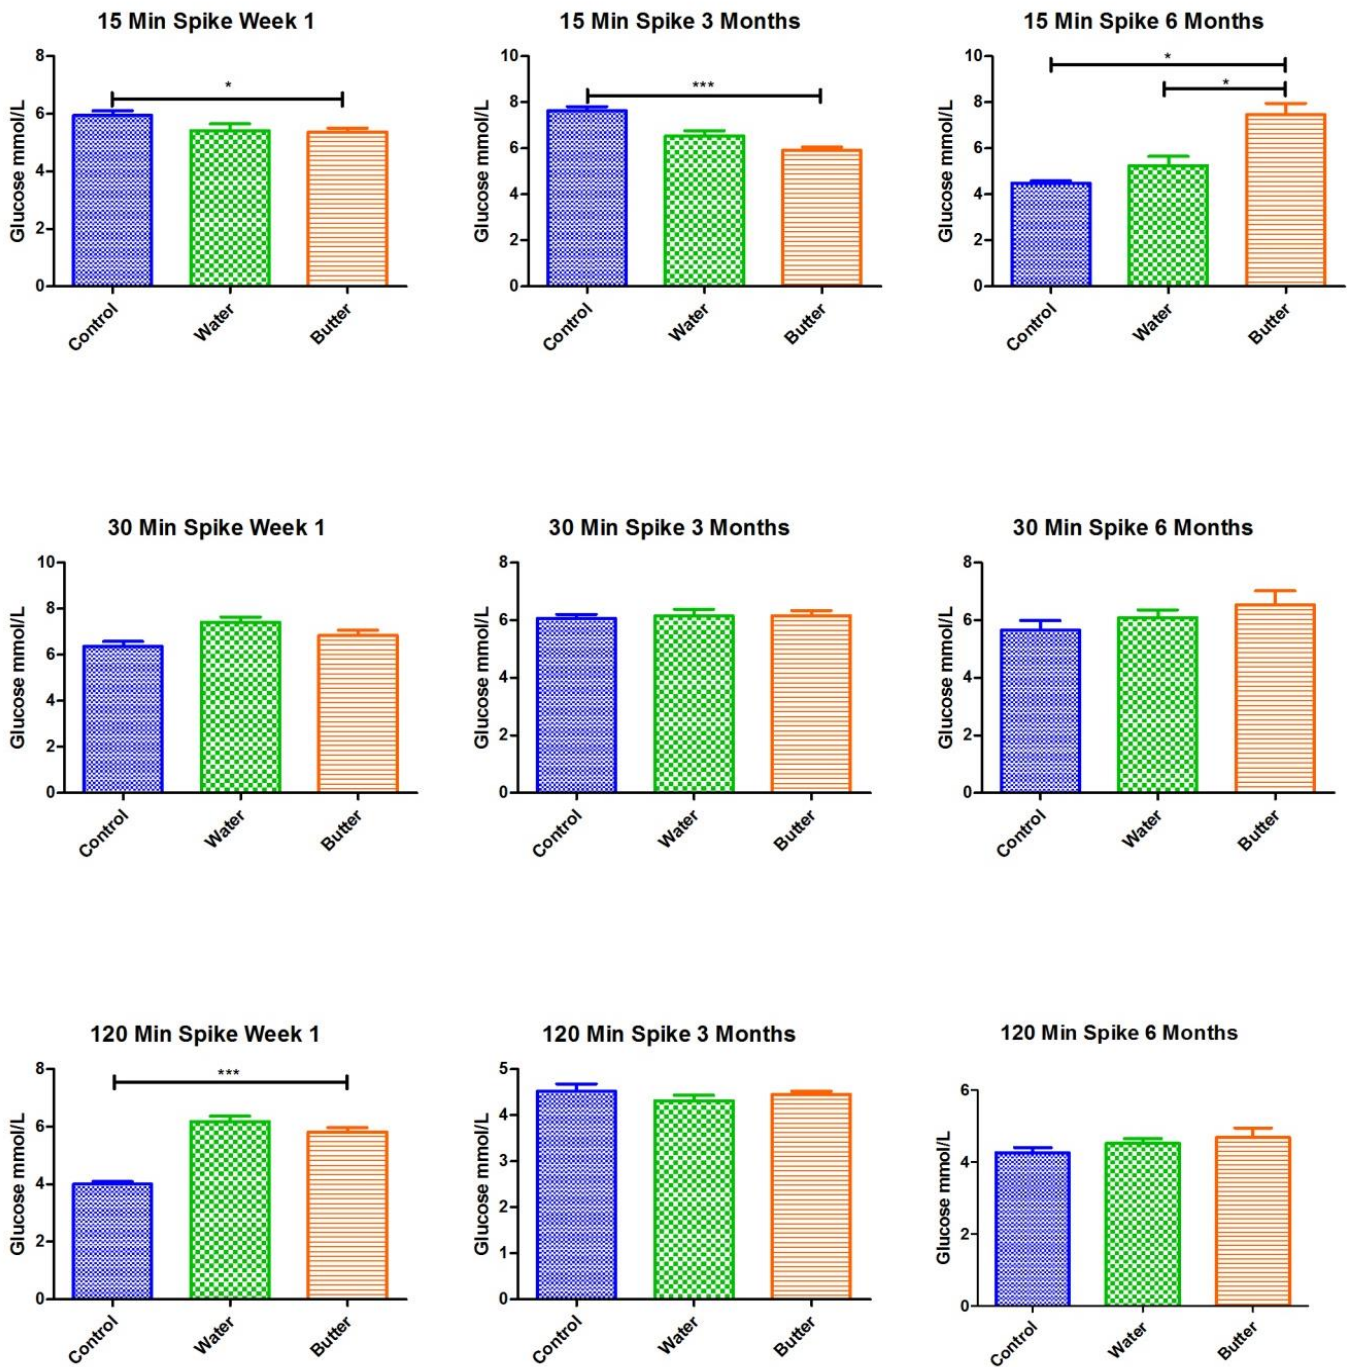 15 Min Spike Week 1
Glucose mmol/L
8
6
4
2
0
*
Control
Water
Butter
15 Min Spike 3 Months
Glucose mmol/L
10
8
6
4
2
0
***
Control
Water
Butter
15 Min Spike 6 Months
Glucose mmol/L
10
8
6
4
2
0
*
*
Control
Water
Butter
30 Min Spike Week 1
Glucose mmol/L
10
8
6
4
2
0
Control
Water
Butter
30 Min Spike 3 Months
Glucose mmol/L
8
6
4
2
0
Control
Water
Butter
30 Min Spike 6 Months
Glucose mmol/L
8
6
4
2
0
Control
Water
Butter
120 Min Spike Week 1
Glucose mmol/L
8
6
4
2
0
***
Control
Water
Butter
120 Min Spike 3 Months
Glucose mmol/L
5
4
3
2
1
0
Control
Water
Butter
120 Min Spike 6 Months
Glucose mmol/L
6
4
2
0
Control
Water
Butter